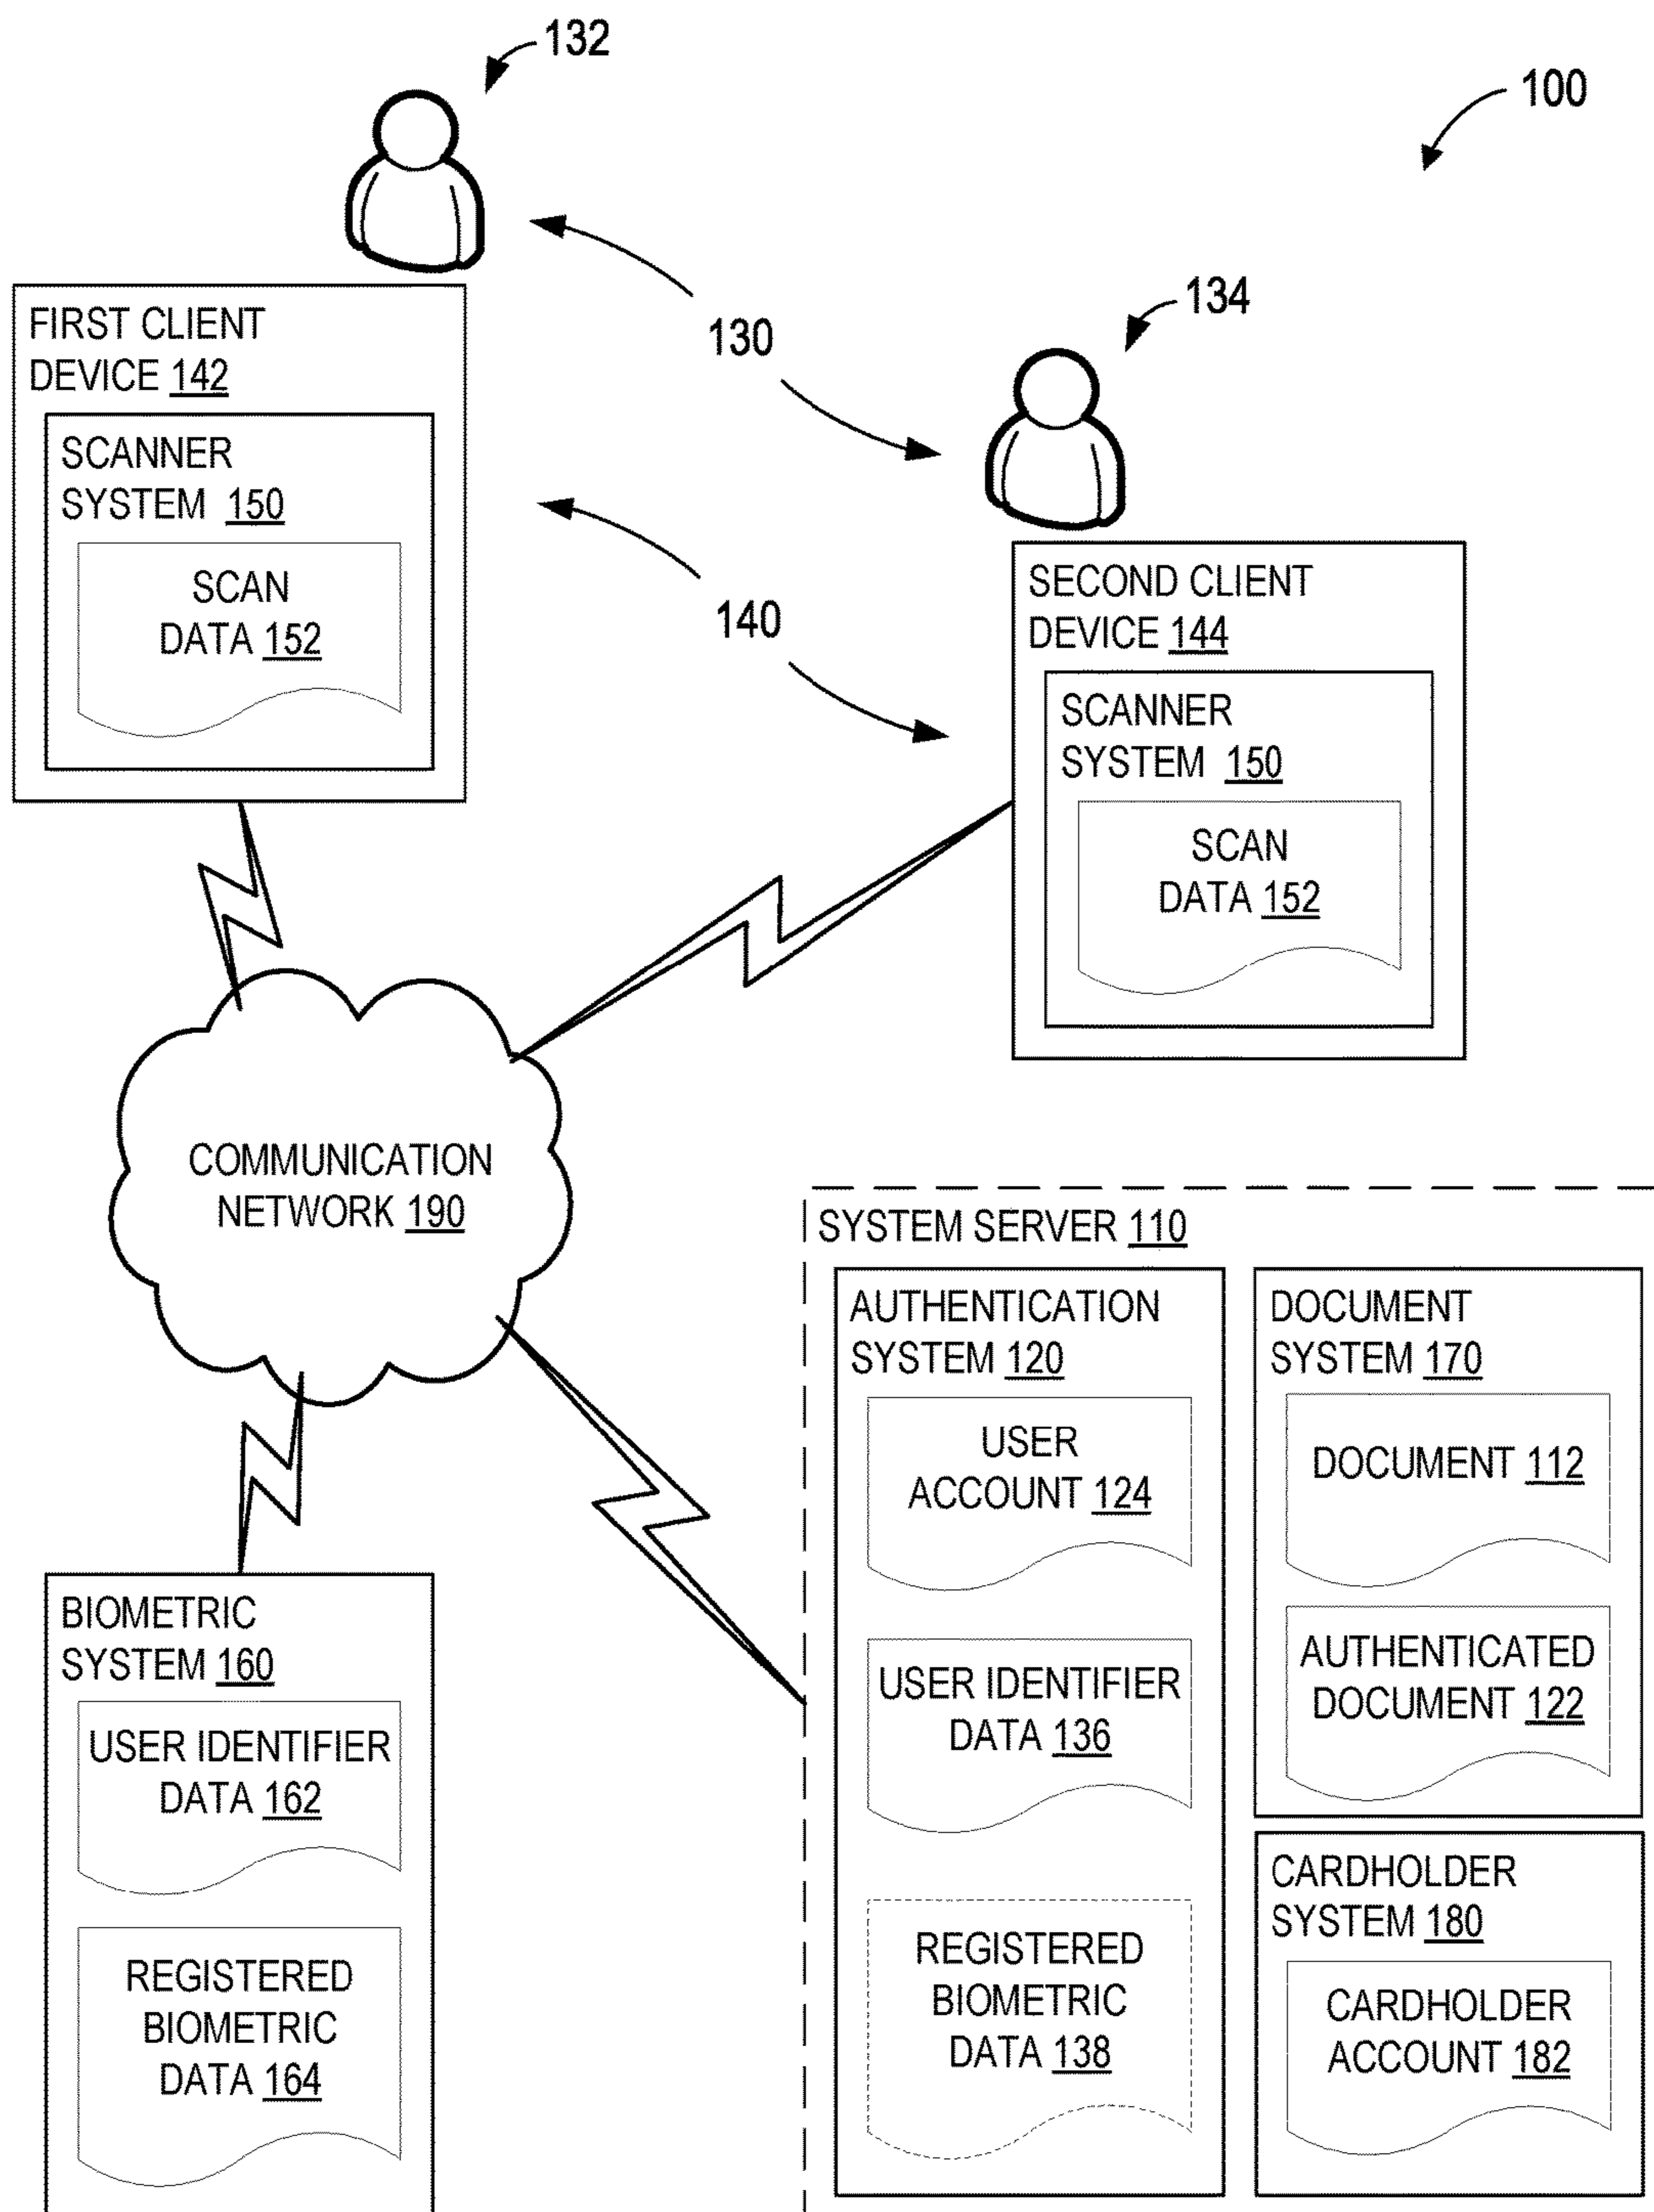 132
100
FIRST CLIENT
DEVICE 142
SCANNER
SYSTEM 150
SCAN
DATA 152
130
134
140
SECOND CLIENT
DEVICE 144
SCANNER
SYSTEM 150
SCAN
DATA 152
COMMUNICATION
NETWORK 190
SYSTEM SERVER 110
AUTHENTICATION
SYSTEM 120
USER
ACCOUNT 124
USER IDENTIFIER
DATA 136
REGISTERED
BIOMETRIC
DATA 138
DOCUMENT
SYSTEM 170
DOCUMENT 112
AUTHENTICATED
DOCUMENT 122
CARDHOLDER
SYSTEM 180
CARDHOLDER
ACCOUNT 182
BIOMETRIC
SYSTEM 160
USER IDENTIFIER
DATA 162
REGISTERED
BIOMETRIC
DATA 164